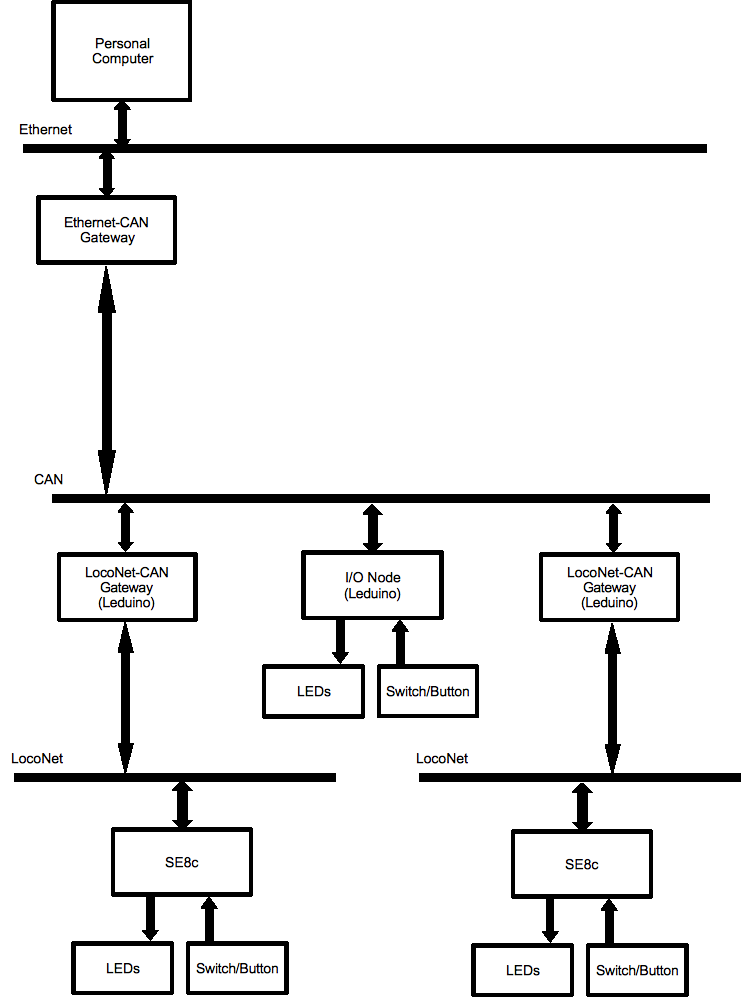 Personal
Computer
Ethernet
Ethernet-CAN
Gateway
CAN
LocoNet-CAN
Gateway
(Leduino)
I/O Node
(Leduino)
LocoNet-CAN
Gateway
(Leduino)
LEDs
Switch/Button
LocoNet
LocoNet
SE8c
SE8c
LEDs
Switch/Button
LEDs
Switch/Button